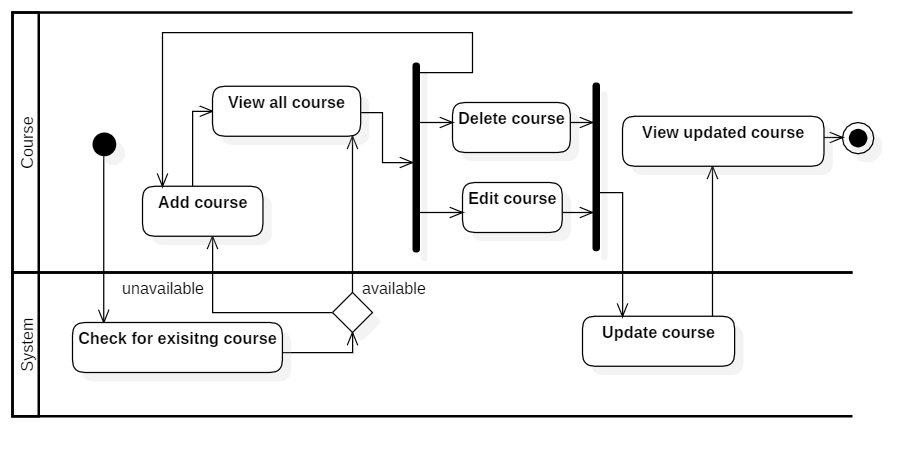 Course
View all course
Delete course
View updated course
Add course
Edit course
unavailable
available
System
Check for exisitng course
Update course